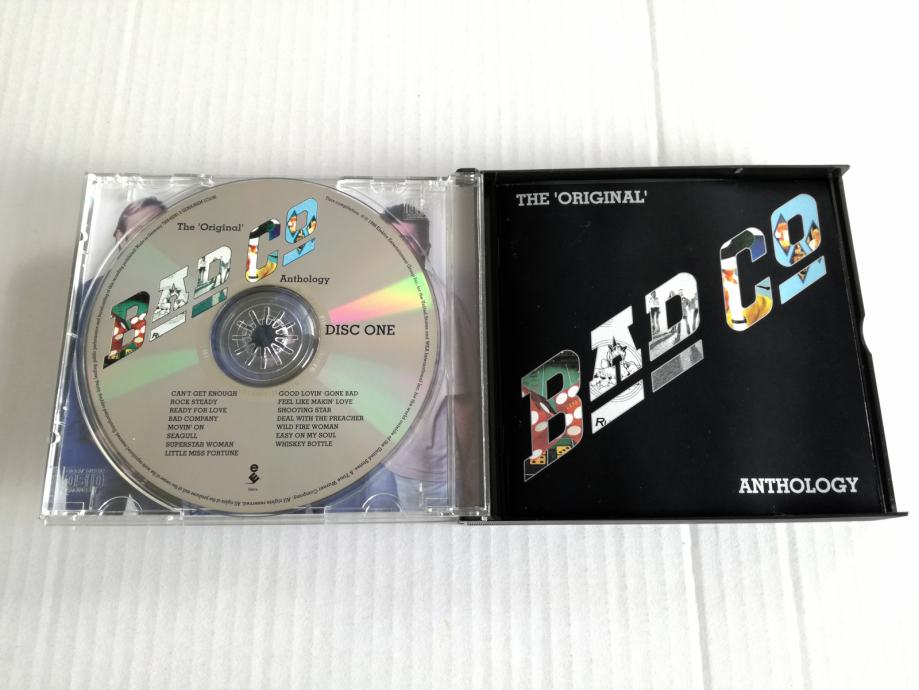 The 'Original'
BAD CO
Anthology
DISC ONE
CAN'T GET ENOUGH
ROCK STEADY
READY FOR LOVE
BAD COMPANY
MOVIN' ON
SEAGULL
SUPERSTAR WOMAN
LITTLE MISS FORTUNE
GOOD LOVIN' GONE BAD
FEEL LIKE MAKIN' LOVE
SHOOTING STAR
DEAL WITH THE PREACHER
WILD FIRE WOMAN
EASY ON MY SOUL
WHISKEY BOTTLE
THE 'ORIGINAL'
BAD CO
ANTHOLOGY